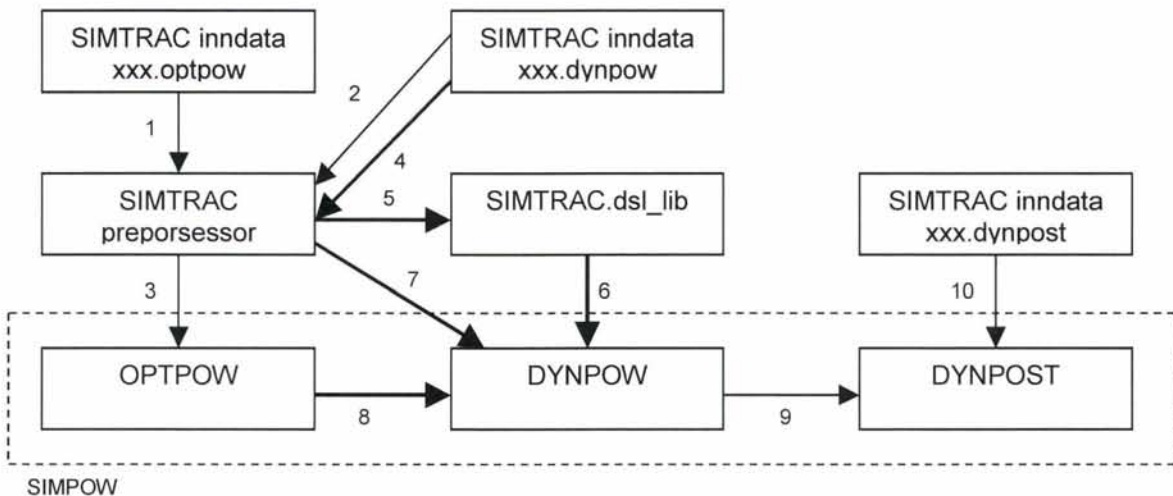 SIMTRAC inndata
xxx.optpow
SIMTRAC inndata
xxx.dynpow
2
1
4
SIMTRAC
preporsessor
5
SIMTRAC.dsl_lib
SIMTRAC inndata
xxx.dynpost
3
7
6
10
OPTPOW
DYNPOW
DYNPOST
8
9
SIMPOW